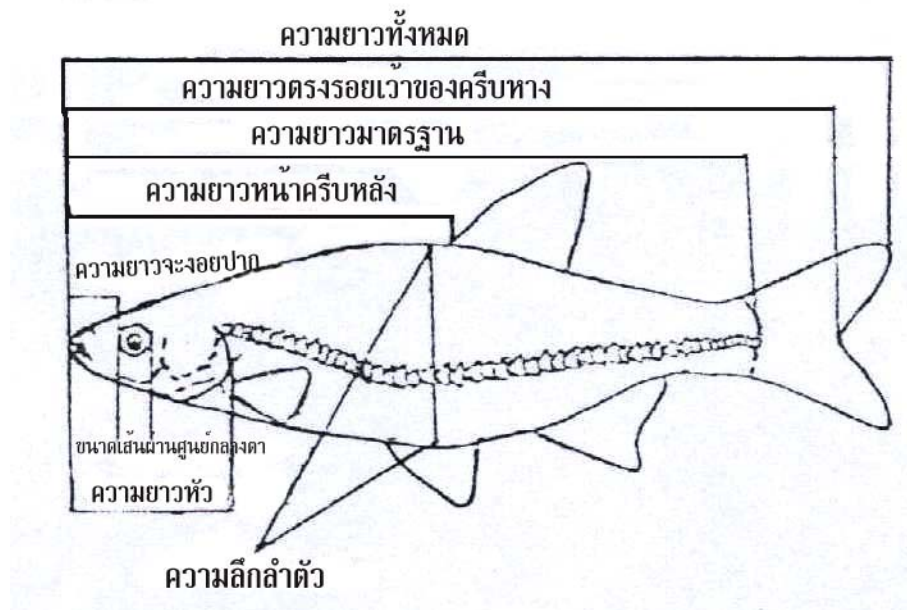 ความยาวทั้งหมด
ความยาวตรงรอยเว้าของครีบหาง
ความยาวมาตรฐาน
ความยาวหน้าครีบหลัง
ความยาวจะงอยปาก
ขนาดเส้นผ่านศูนย์กลางตา
ความยาวหัว
ความลึกลำตัว